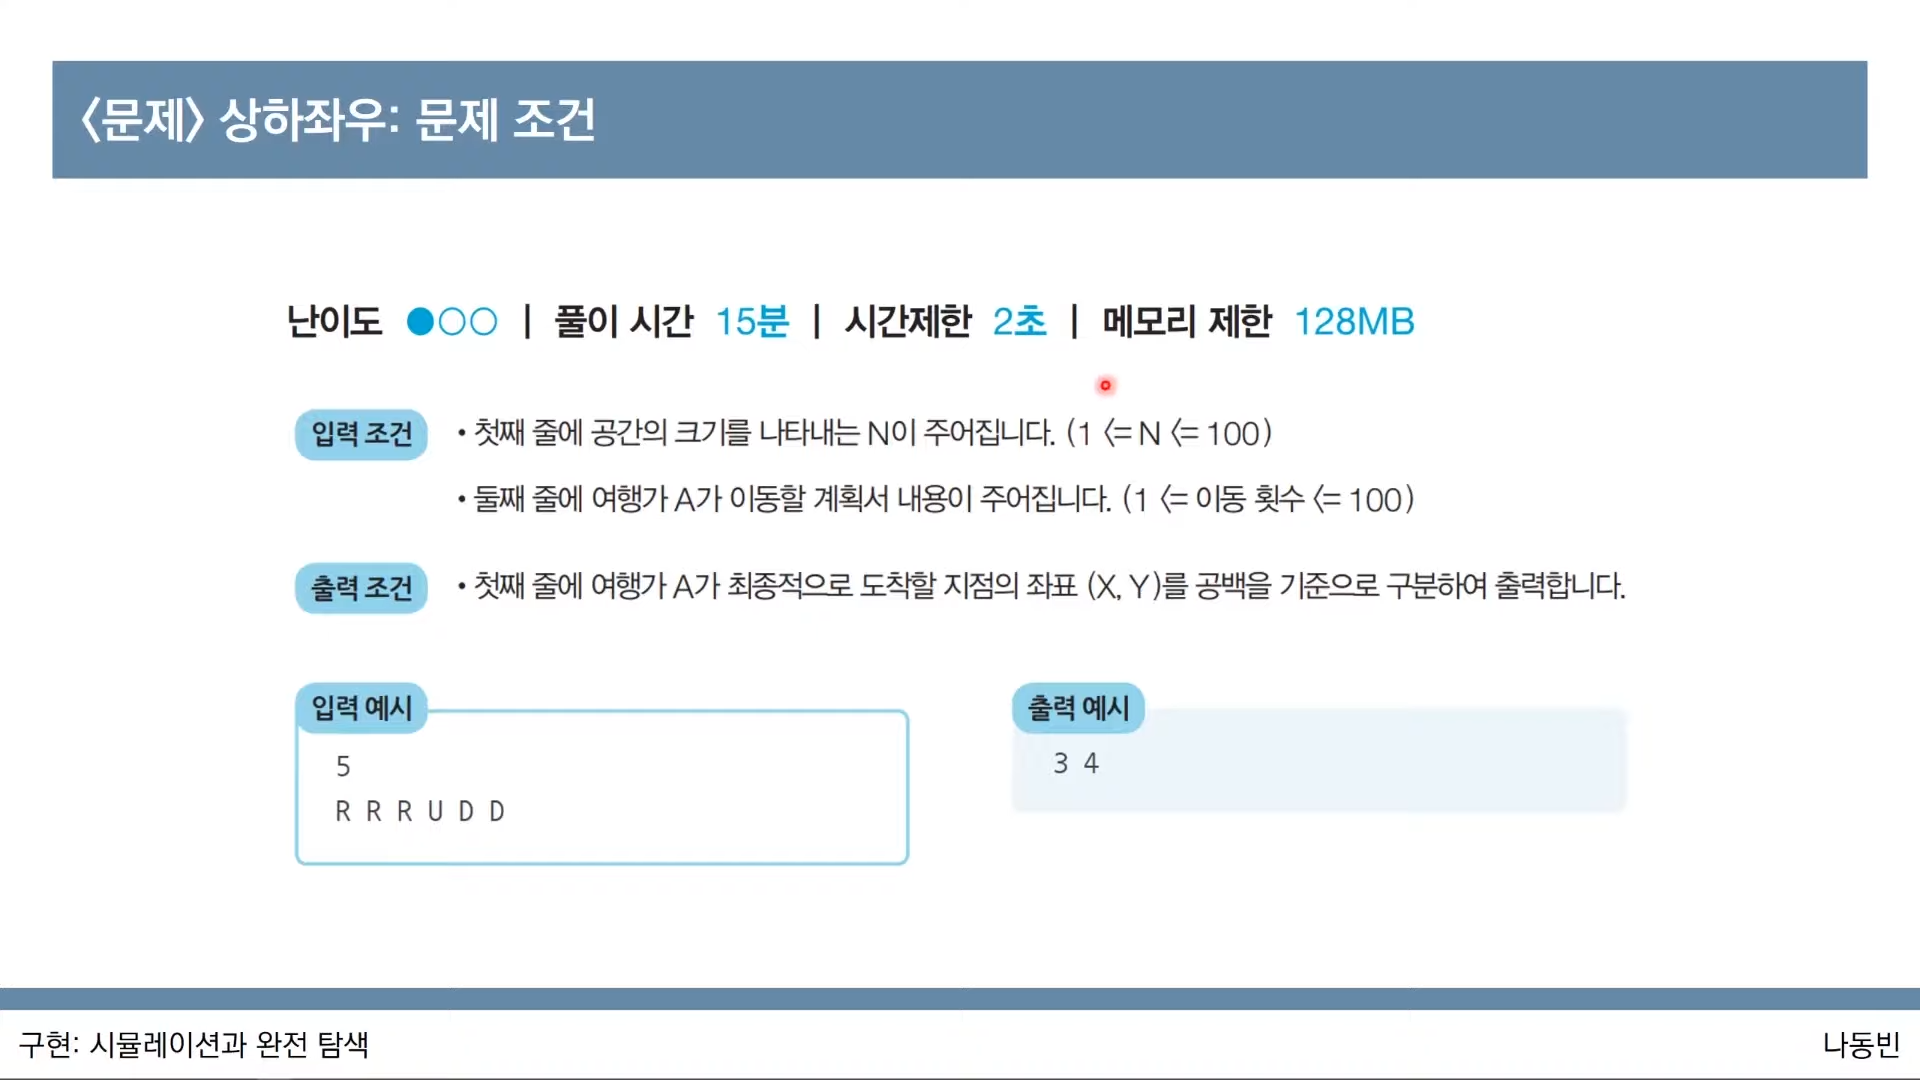 <문제> 상하좌우: 문제 조건
난이도 ●○○ | 풀이 시간 15분 | 시간제한 2초 | 메모리 제한 128MB
입력 조건 • 첫째 줄에 공간의 크기를 나타내는 N이 주어집니다. (1 <= N <= 100)
• 둘째 줄에 여행가 A가 이동할 계획서 내용이 주어집니다. (1 <= 이동 횟수 <= 100)
출력 조건 • 첫째 줄에 여행가 A가 최종적으로 도착할 지점의 좌표 (X, Y)를 공백을 기준으로 구분하여 출력합니다.
입력 예시
5
R R R U D D
출력 예시
3 4
구현: 시뮬레이션과 완전 탐색
나동빈